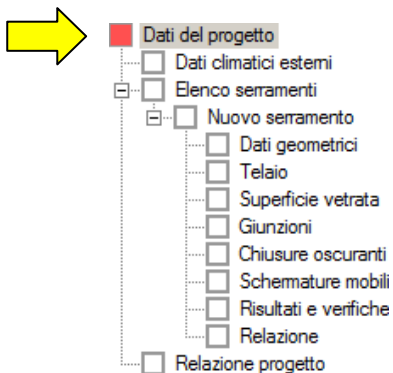 Dati del progetto
Dati climatici esterni
Elenco serramenti
Nuovo serramento
Dati geometrici
Telaio
Superficie vetrata
Giunzioni
Chiusure oscuranti
Schermature mobili
Risultati e verifiche
Relazione
Relazione progetto